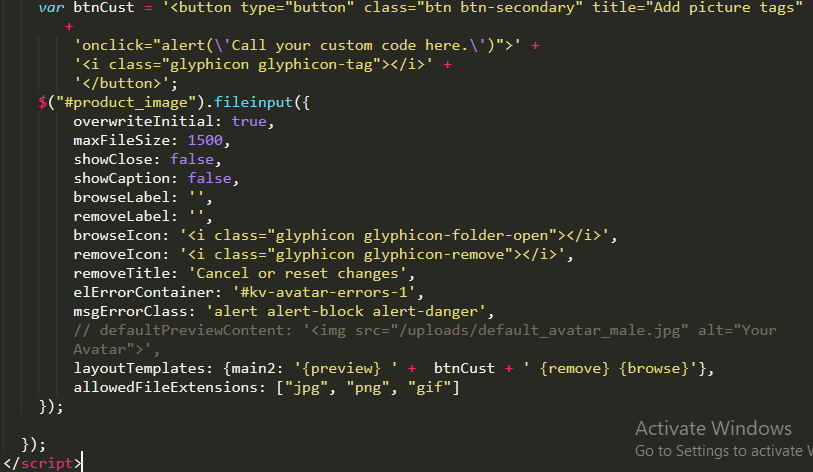 var btnCust = '<button type="button" class="btn btn-secondary" title="Add picture tags"
+
'onclick="alert(\'Call your custom code here.\')">' +
'<i class="glyphicon glyphicon-tag"></i>' +
'</button>';
$("#product_image").fileinput({
overwriteInitial: true,
maxFileSize: 1500,
showClose: false,
showCaption: false,
browseLabel: '',
removeLabel: '',
browseIcon: '<i class="glyphicon glyphicon-folder-open"></i>',
removeIcon: '<i class="glyphicon glyphicon-remove"></i>',
removeTitle: 'Cancel or reset changes',
elErrorContainer: '#kv-avatar-errors-1',
msgErrorClass: 'alert alert-block alert-danger',
// defaultPreviewContent: '<img src="/uploads/default_avatar_male.jpg" alt="Your
Avatar">',
layoutTemplates: {main2: '{preview} ' +  btnCust + ' {remove} {browse}'},
allowedFileExtensions: ["jpg", "png", "gif"]
});
Activate Windows
});
Go to Settings to activate W
</script>